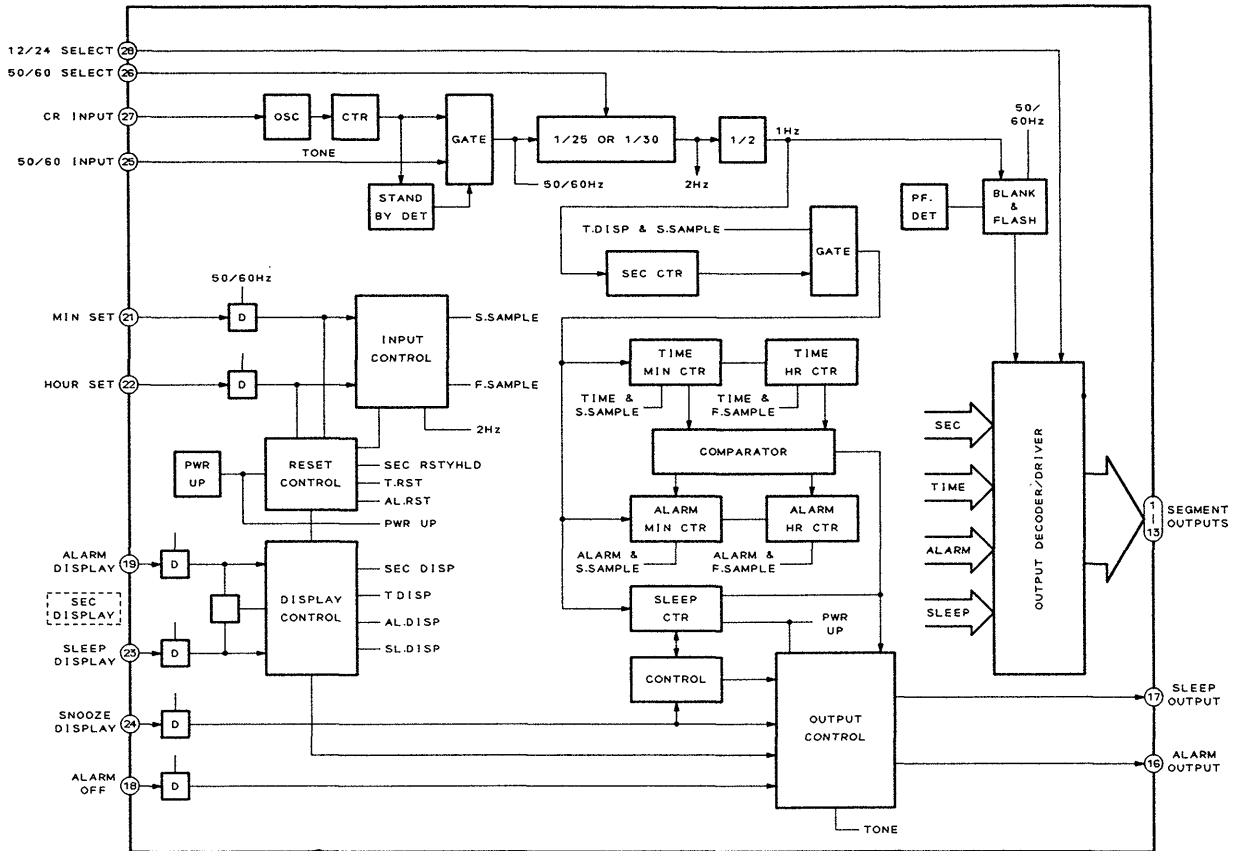 12/24 SELECT 28
50/60 SELECT 26
CR INPUT 27
OSC
CTR
TONE
50/60 INPUT 25
STAND
BY DET
GATE
50/60Hz
1/25 OR 1/30
2Hz
1/2
1Hz
50/
60Hz
PF.
DET
BLANK
&
FLASH
T.DISP & S.SAMPLE
SEC CTR
GATE
50/60Hz
MIN SET 21
D
HOUR SET 22
D
INPUT
CONTROL
S.SAMPLE
F.SAMPLE
2Hz
PWR
UP
RESET
CONTROL
SEC RSTYHLD
T.RST
AL.RST
PWR UP
TIME
MIN CTR
TIME
HR CTR
TIME &
S.SAMPLE
TIME &
F.SAMPLE
COMPARATOR
ALARM
MIN CTR
ALARM
HR CTR
ALARM &
S.SAMPLE
ALARM &
F.SAMPLE
SLEEP
CTR
PWR
UP
CONTROL
ALARM
DISPLAY 19
D
SEC
DISPLAY
SLEEP
DISPLAY 23
D
DISPLAY
CONTROL
SEC DISP
T.DISP
AL.DISP
SL.DISP
SNOOZE
DISPLAY 24
D
ALARM
OFF 18
D
OUTPUT
CONTROL
TONE
SEC
TIME
ALARM
SLEEP
OUTPUT DECODER/DRIVER
1
13
SEGMENT
OUTPUTS
17 SLEEP
OUTPUT
16 ALARM
OUTPUT